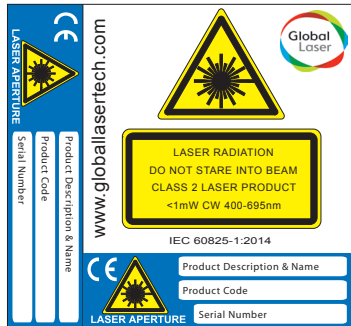 LASER APERTURE
CE
Product Description & Name
Product Code
Serial Number
www.globallasertech.com
Global
Laser
LASER RADIATION
DO NOT STARE INTO BEAM
CLASS 2 LASER PRODUCT
<1mW CW 400-695nm
IEC 60825-1:2014
CE
LASER APERTURE
Product Description & Name
Product Code
Serial Number